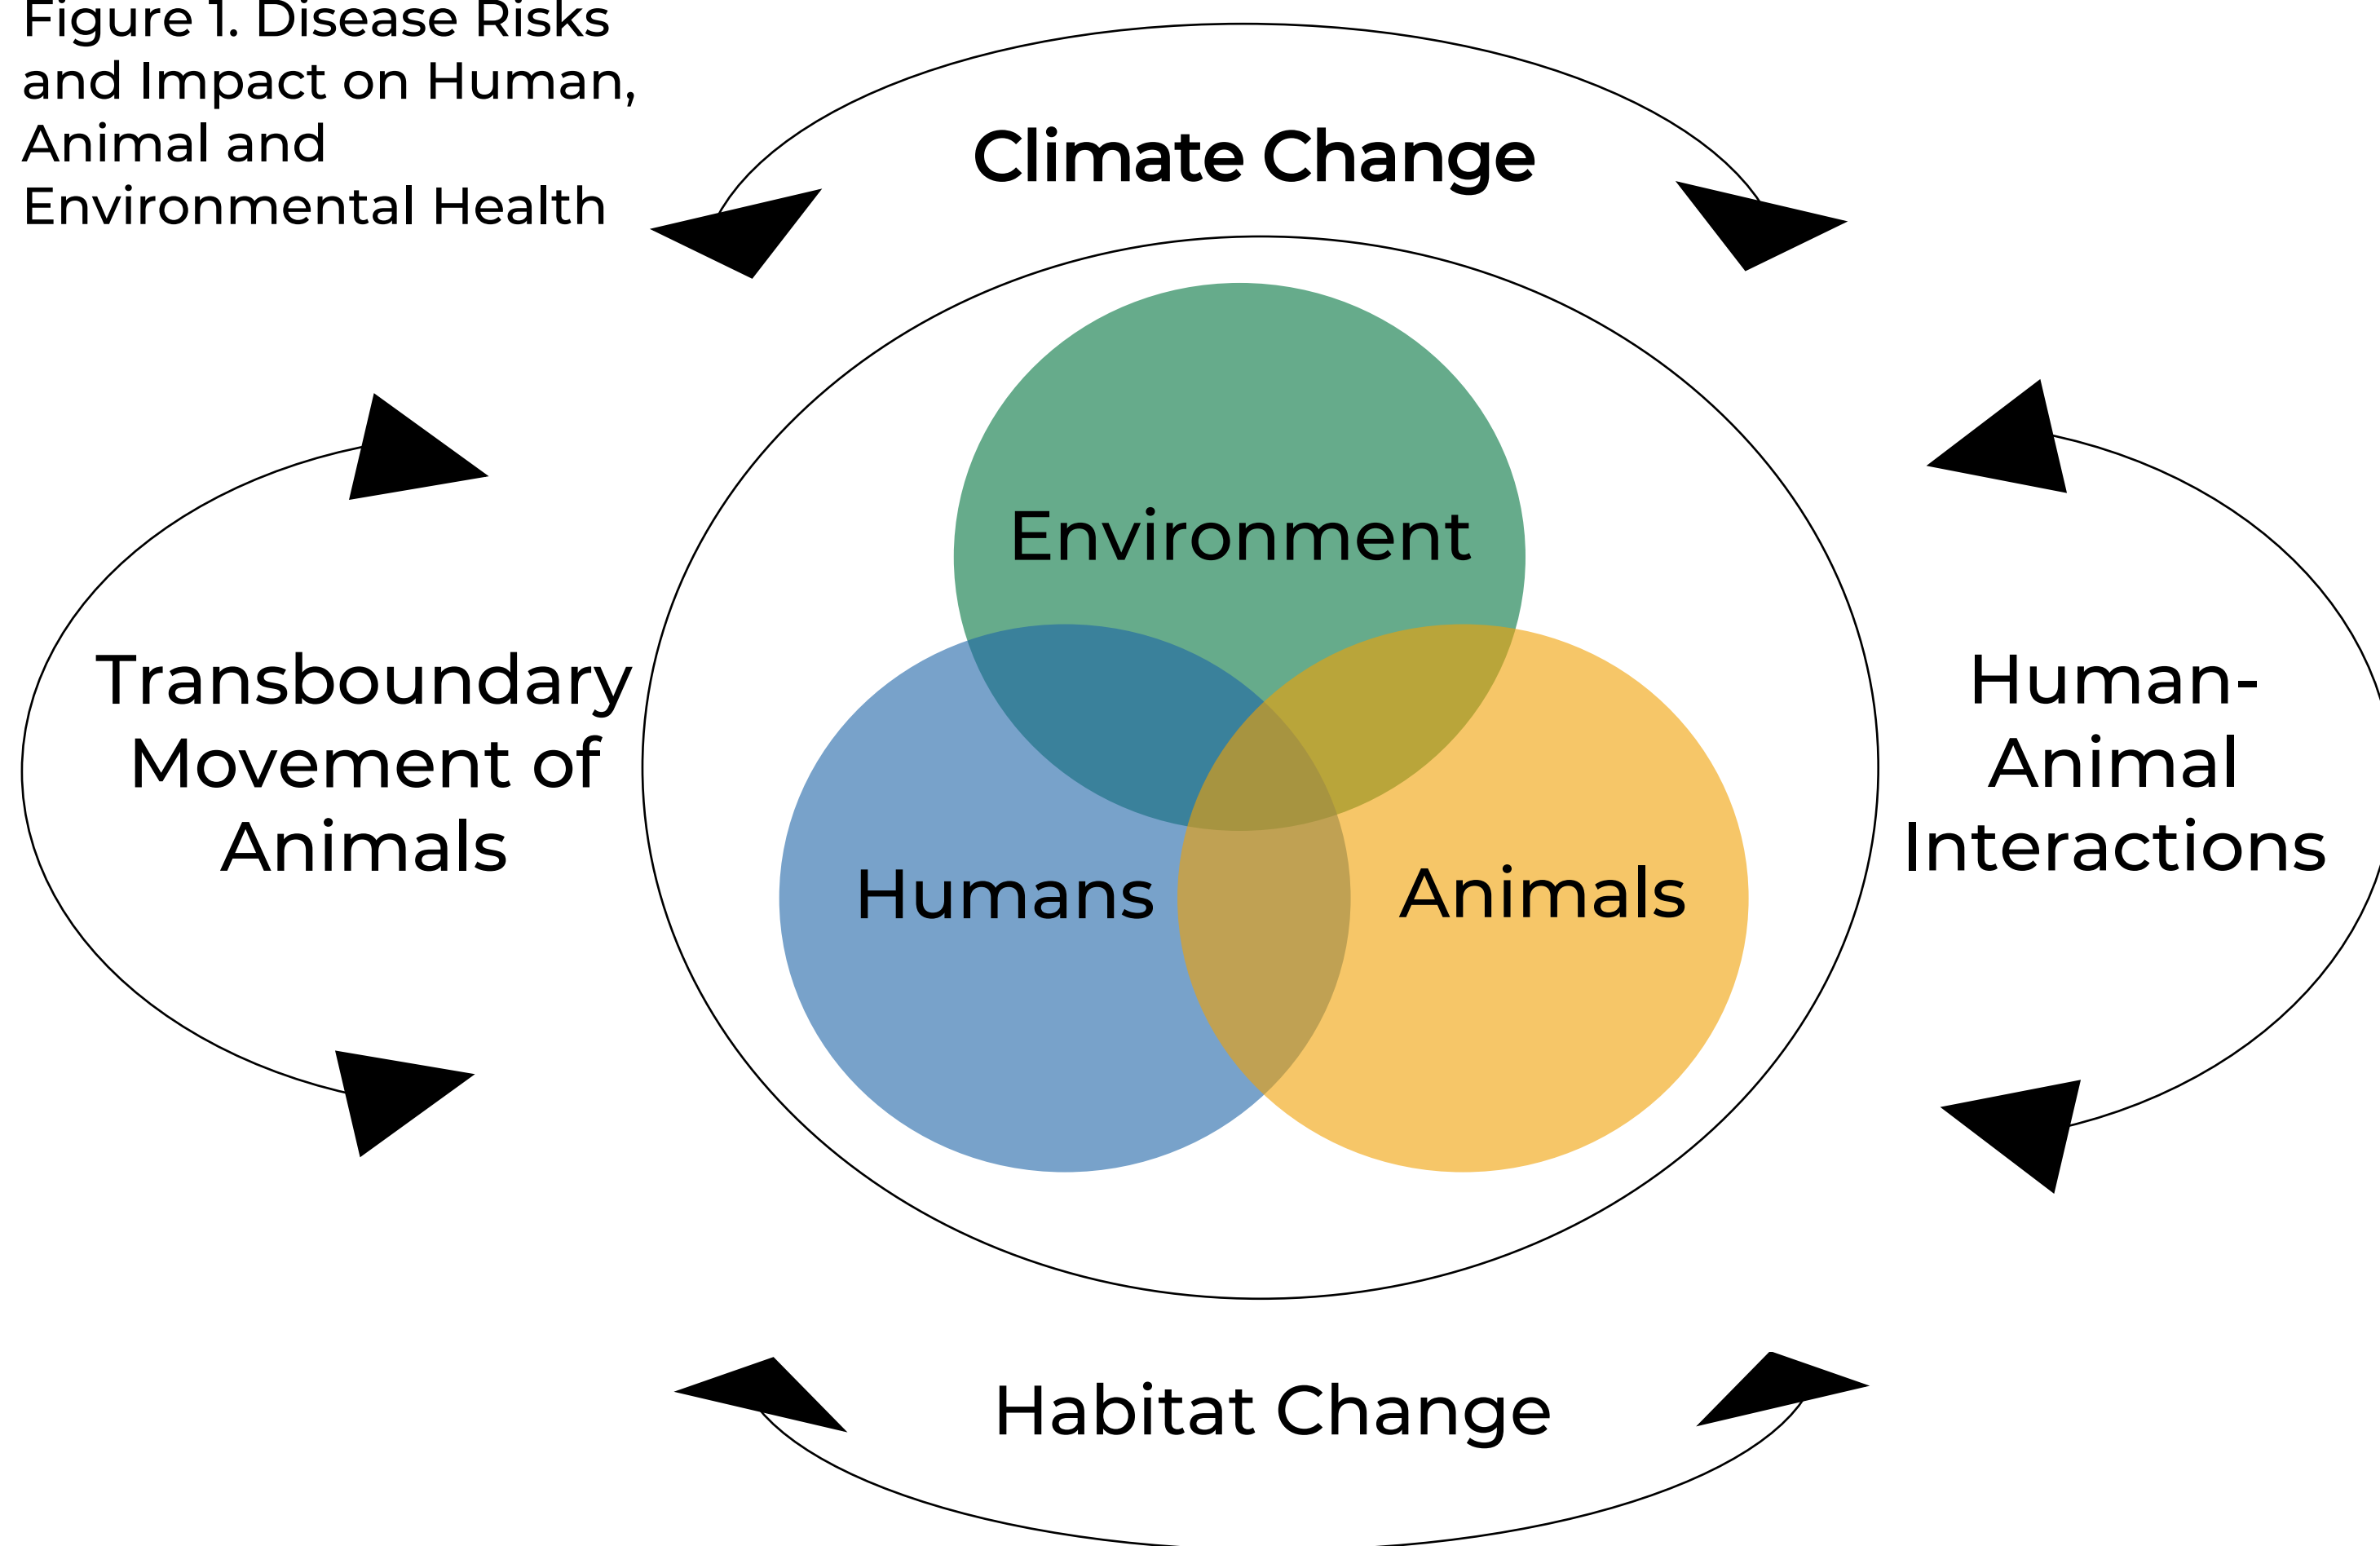 Figure 1. Disease Risks
and Impact on Human,
Animal and
Environmental Health
Climate Change
Environment
Transboundary
Movement of
Animals
Human-
Animal
Interactions
Humans
Animals
Habitat Change